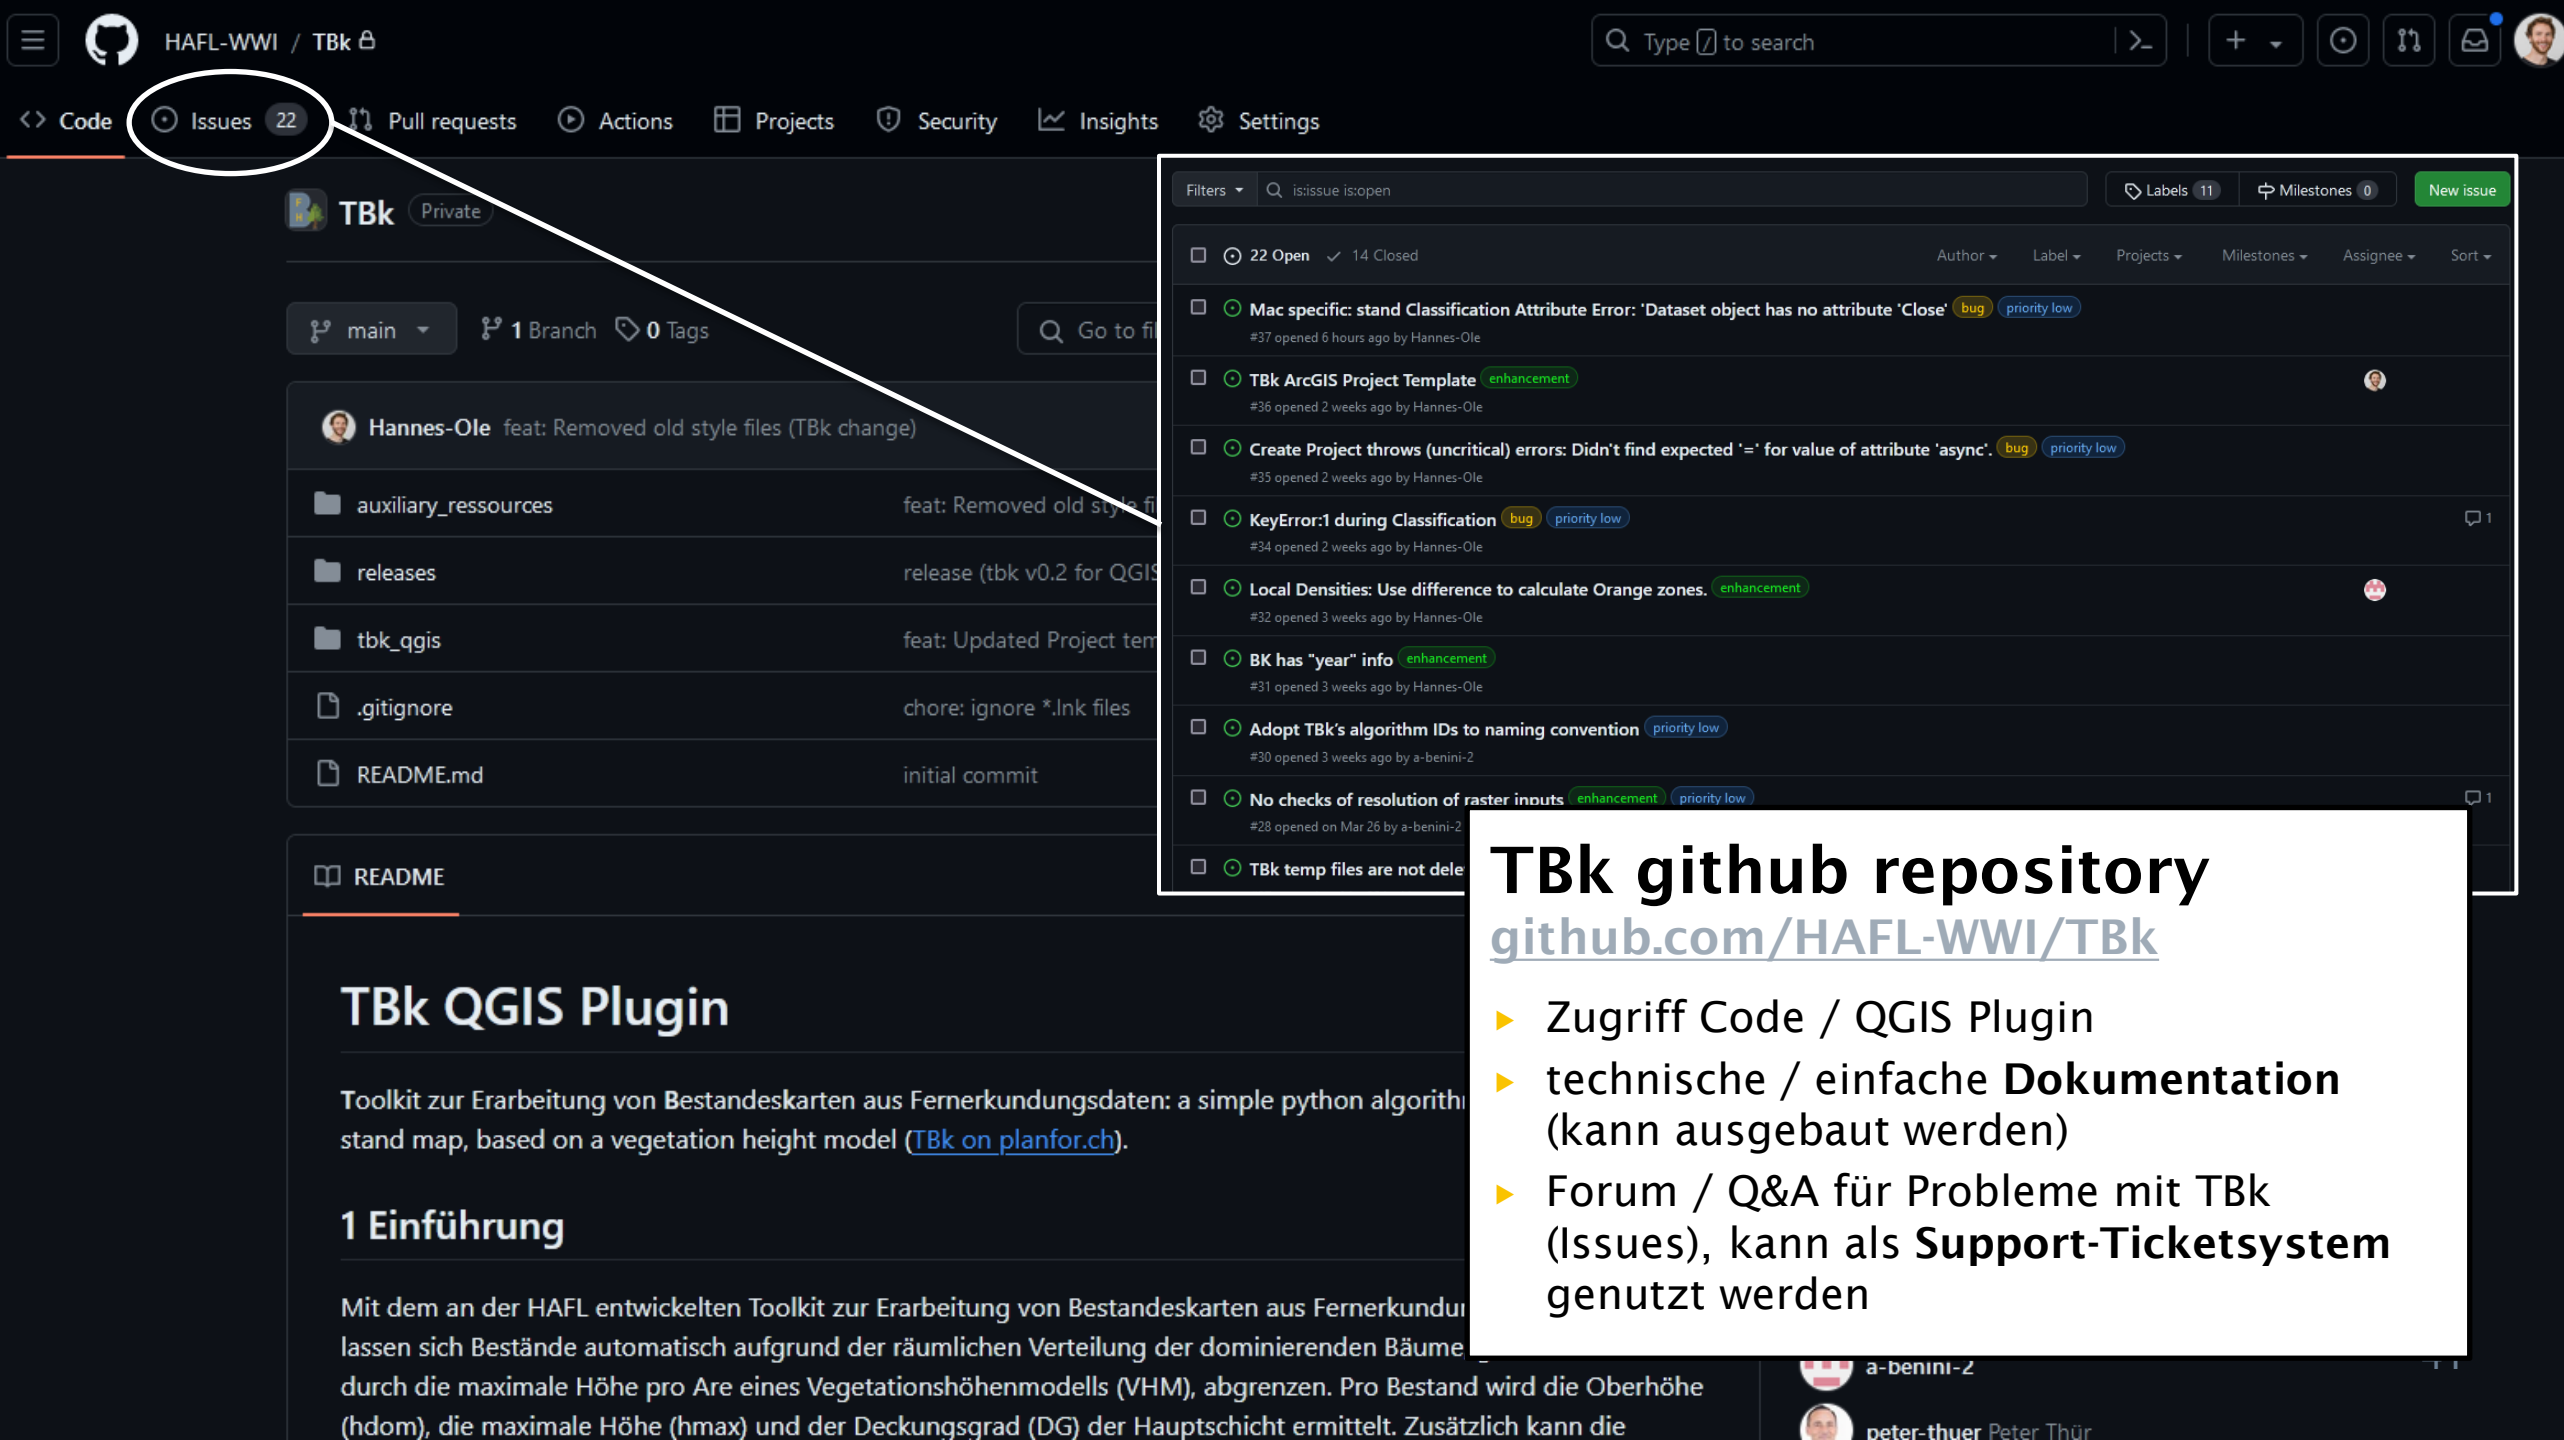 HAFL-WWI / TBk
Type / to search
Code
Issues 22
Pull requests
Actions
Projects
Security
Insights
Settings
TBk Private
main
1 Branch
0 Tags
Go to fil
Hannes-Ole feat: Removed old style files (TBk change)
auxiliary_ressources feat: Removed old style fi
releases release (tbk v0.2 for QGIS
tbk_qgis feat: Updated Project tem
.gitignore chore: ignore *.lnk files
README.md initial commit
README
TBk QGIS Plugin
Toolkit zur Erarbeitung von Bestandeskarten aus Fernerkundungsdaten: a simple python algorith
stand map, based on a vegetation height model (TBk on planfor.ch).
1 Einführung
Mit dem an der HAFL entwickelten Toolkit zur Erarbeitung von Bestandeskarten aus Fernerkundu
lassen sich Bestände automatisch aufgrund der räumlichen Verteilung der dominierenden Bäume
durch die maximale Höhe pro Are eines Vegetationshöhenmodells (VHM), abgrenzen. Pro Bestand wird die Oberhöhe
(hdom), die maximale Höhe (hmax) und der Deckungsgrad (DG) der Hauptschicht ermittelt. Zusätzlich kann die
Filters is:issue is:open Labels 11 Milestones 0 New issue
22 Open 14 Closed Author Label Projects Milestones Assignee Sort
Mac specific: stand Classification Attribute Error: 'Dataset object has no attribute 'Close' bug priority low
#37 opened 6 hours ago by Hannes-Ole
TBk ArcGIS Project Template enhancement
#36 opened 2 weeks ago by Hannes-Ole
Create Project throws (uncritical) errors: Didn't find expected '=' for value of attribute 'async'. bug priority low
#35 opened 2 weeks ago by Hannes-Ole
KeyError:1 during Classification bug priority low 1
#34 opened 2 weeks ago by Hannes-Ole
Local Densities: Use difference to calculate Orange zones. enhancement
#32 opened 3 weeks ago by Hannes-Ole
BK has "year" info enhancement
#31 opened 3 weeks ago by Hannes-Ole
Adopt TBk's algorithm IDs to naming convention priority low
#30 opened 3 weeks ago by a-benini-2
No checks of resolution of raster inputs enhancement priority low 1
#28 opened on Mar 26 by a-benini-2
TBk temp files are not dele
TBk github repository
github.com/HAFL-WWI/TBk
Zugriff Code / QGIS Plugin
technische / einfache Dokumentation
(kann ausgebaut werden)
Forum / Q&A für Probleme mit TBk
(Issues), kann als Support-Ticketsystem
genutzt werden
a-benini-2
peter-thuer Peter Thür